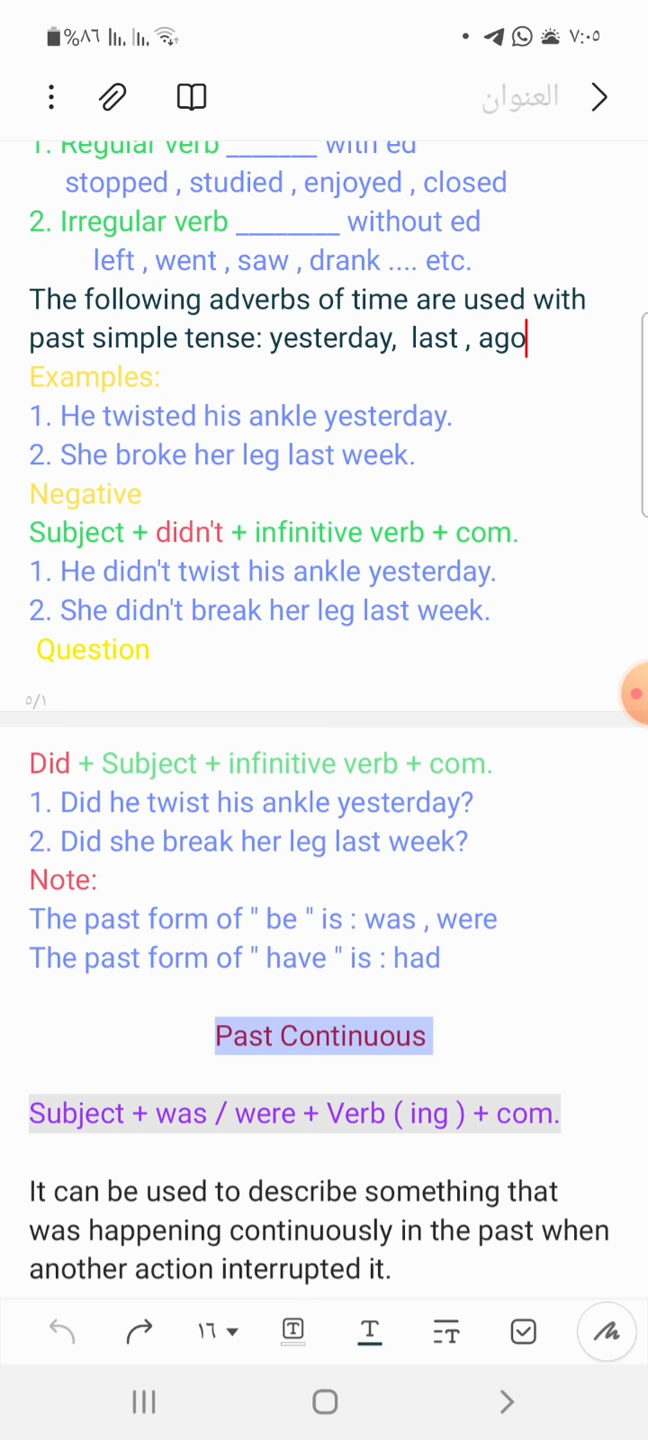 %٨٦
٧:٠٥
العنوان
1. Regular verb _______ with ed
stopped , studied , enjoyed , closed
2. Irregular verb ________ without ed
left , went , saw , drank .... etc.
The following adverbs of time are used with
past simple tense: yesterday,  last , ago
Examples:
1. He twisted his ankle yesterday.
2. She broke her leg last week.
Negative
Subject + didn't + infinitive verb + com.
1. He didn't twist his ankle yesterday.
2. She didn't break her leg last week.
Question
٥/١
Did + Subject + infinitive verb + com.
1. Did he twist his ankle yesterday?
2. Did she break her leg last week?
Note:
The past form of " be " is : was , were
The past form of " have " is : had
Past Continuous
Subject + was / were + Verb ( ing ) + com.
It can be used to describe something that
was happening continuously in the past when
another action interrupted it.
١٦